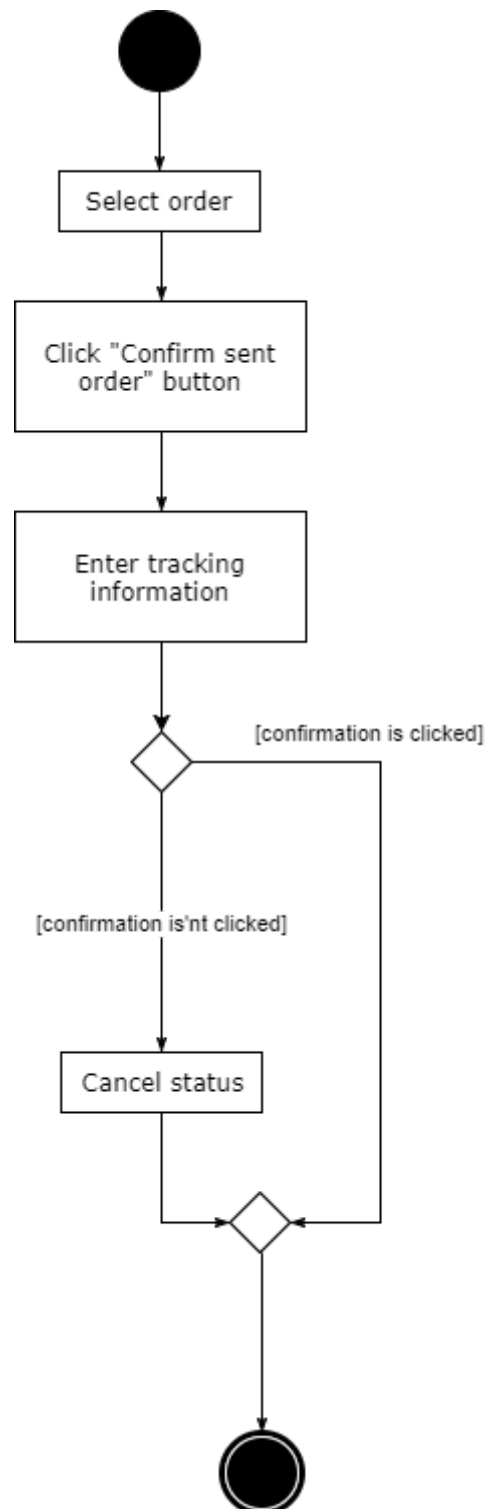 Select order
Click "Confirm sent
order" button
Enter tracking
information
[confirmation is clicked]
[confirmation is'nt clicked]
Cancel status